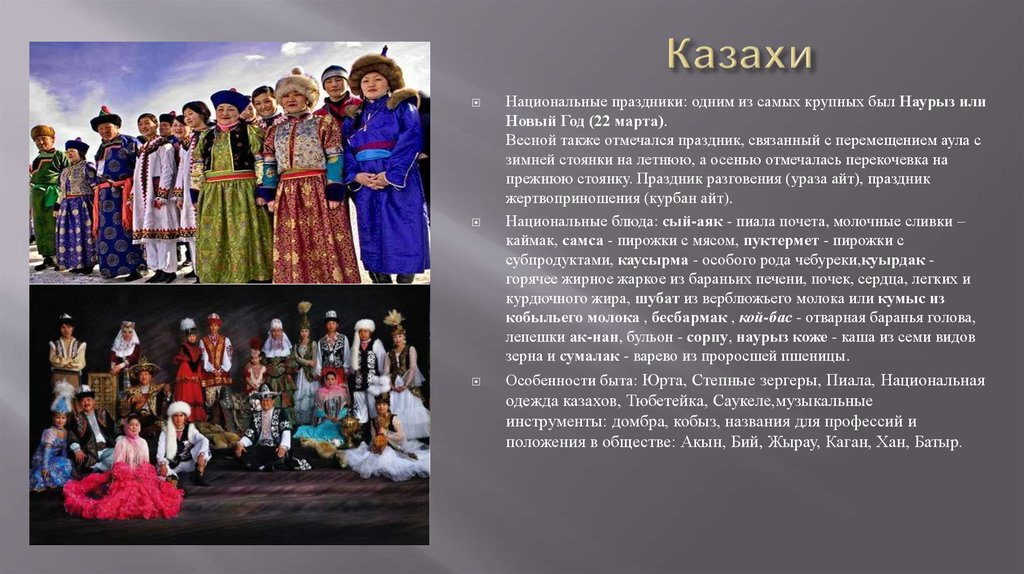 Казахи
Национальные праздники: одним из самых крупных был Наурыз или
Новый Год (22 марта).
Весной также отмечался праздник, связанный с перемещением аула с
зимней стоянки на летнюю, а осенью отмечалась перекочевка на
прежнюю стоянку. Праздник разговения (ураза айт), праздник
жертвоприношения (курбан айт).
Национальные блюда: сый-аяк - пиала почета, молочные сливки –
каймак, самса - пирожки с мясом, пуктермет - пирожки с
субпродуктами, каусырма - особого рода чебуреки,куырдак -
горячее жирное жаркое из бараньих печени, почек, сердца, легких и
курдючного жира, шубат из верблюжьего молока или кумыс из
кобыльего молока , бесбармак , кой-бас - отварная баранья голова,
лепешки ак-нан, бульон - сорпу, наурыз коже - каша из семи видов
зерна и сумалак - варево из проросшей пшеницы.
Особенности быта: Юрта, Степные зергеры, Пиала, Национальная
одежда казахов, Тюбетейка, Саукеле,музыкальные
инструменты: домбра, кобыз, названия для профессий и
положения в обществе: Акын, Бий, Жырау, Каган, Хан, Батыр.